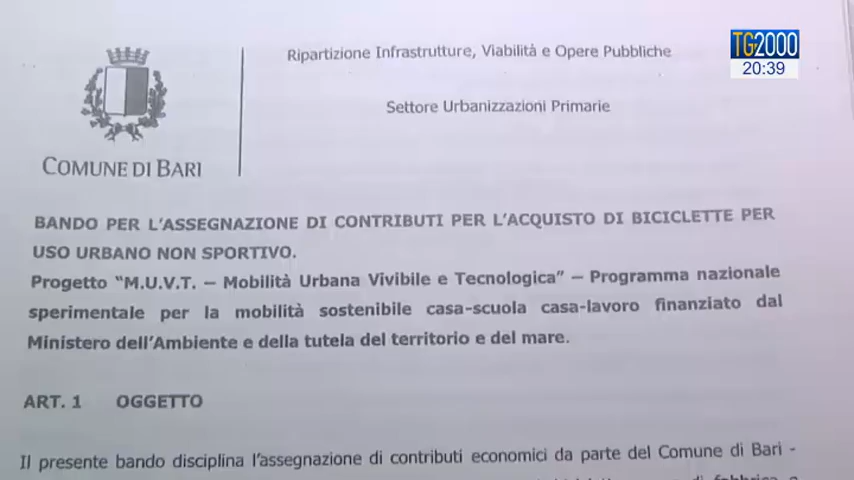 TG2000
20:39
Ripartizione Infrastrutture, Viabilità e Opere Pubbliche
Settore Urbanizzazioni Primarie
COMUNE DI BARI
BANDO PER L'ASSEGNAZIONE DI CONTRIBUTI PER L'ACQUISTO DI BICICLETTE PER
USO URBANO NON SPORTIVO.
Progetto "M.U.V.T. – Mobilità Urbana Vivibile e Tecnologica" – Programma nazionale
sperimentale per la mobilità sostenibile casa-scuola casa-lavoro finanziato dal
Ministero dell'Ambiente e della tutela del territorio e del mare.
ART. 1 OGGETTO
Il presente bando disciplina l'assegnazione di contributi economici da parte del Comune di Bari -